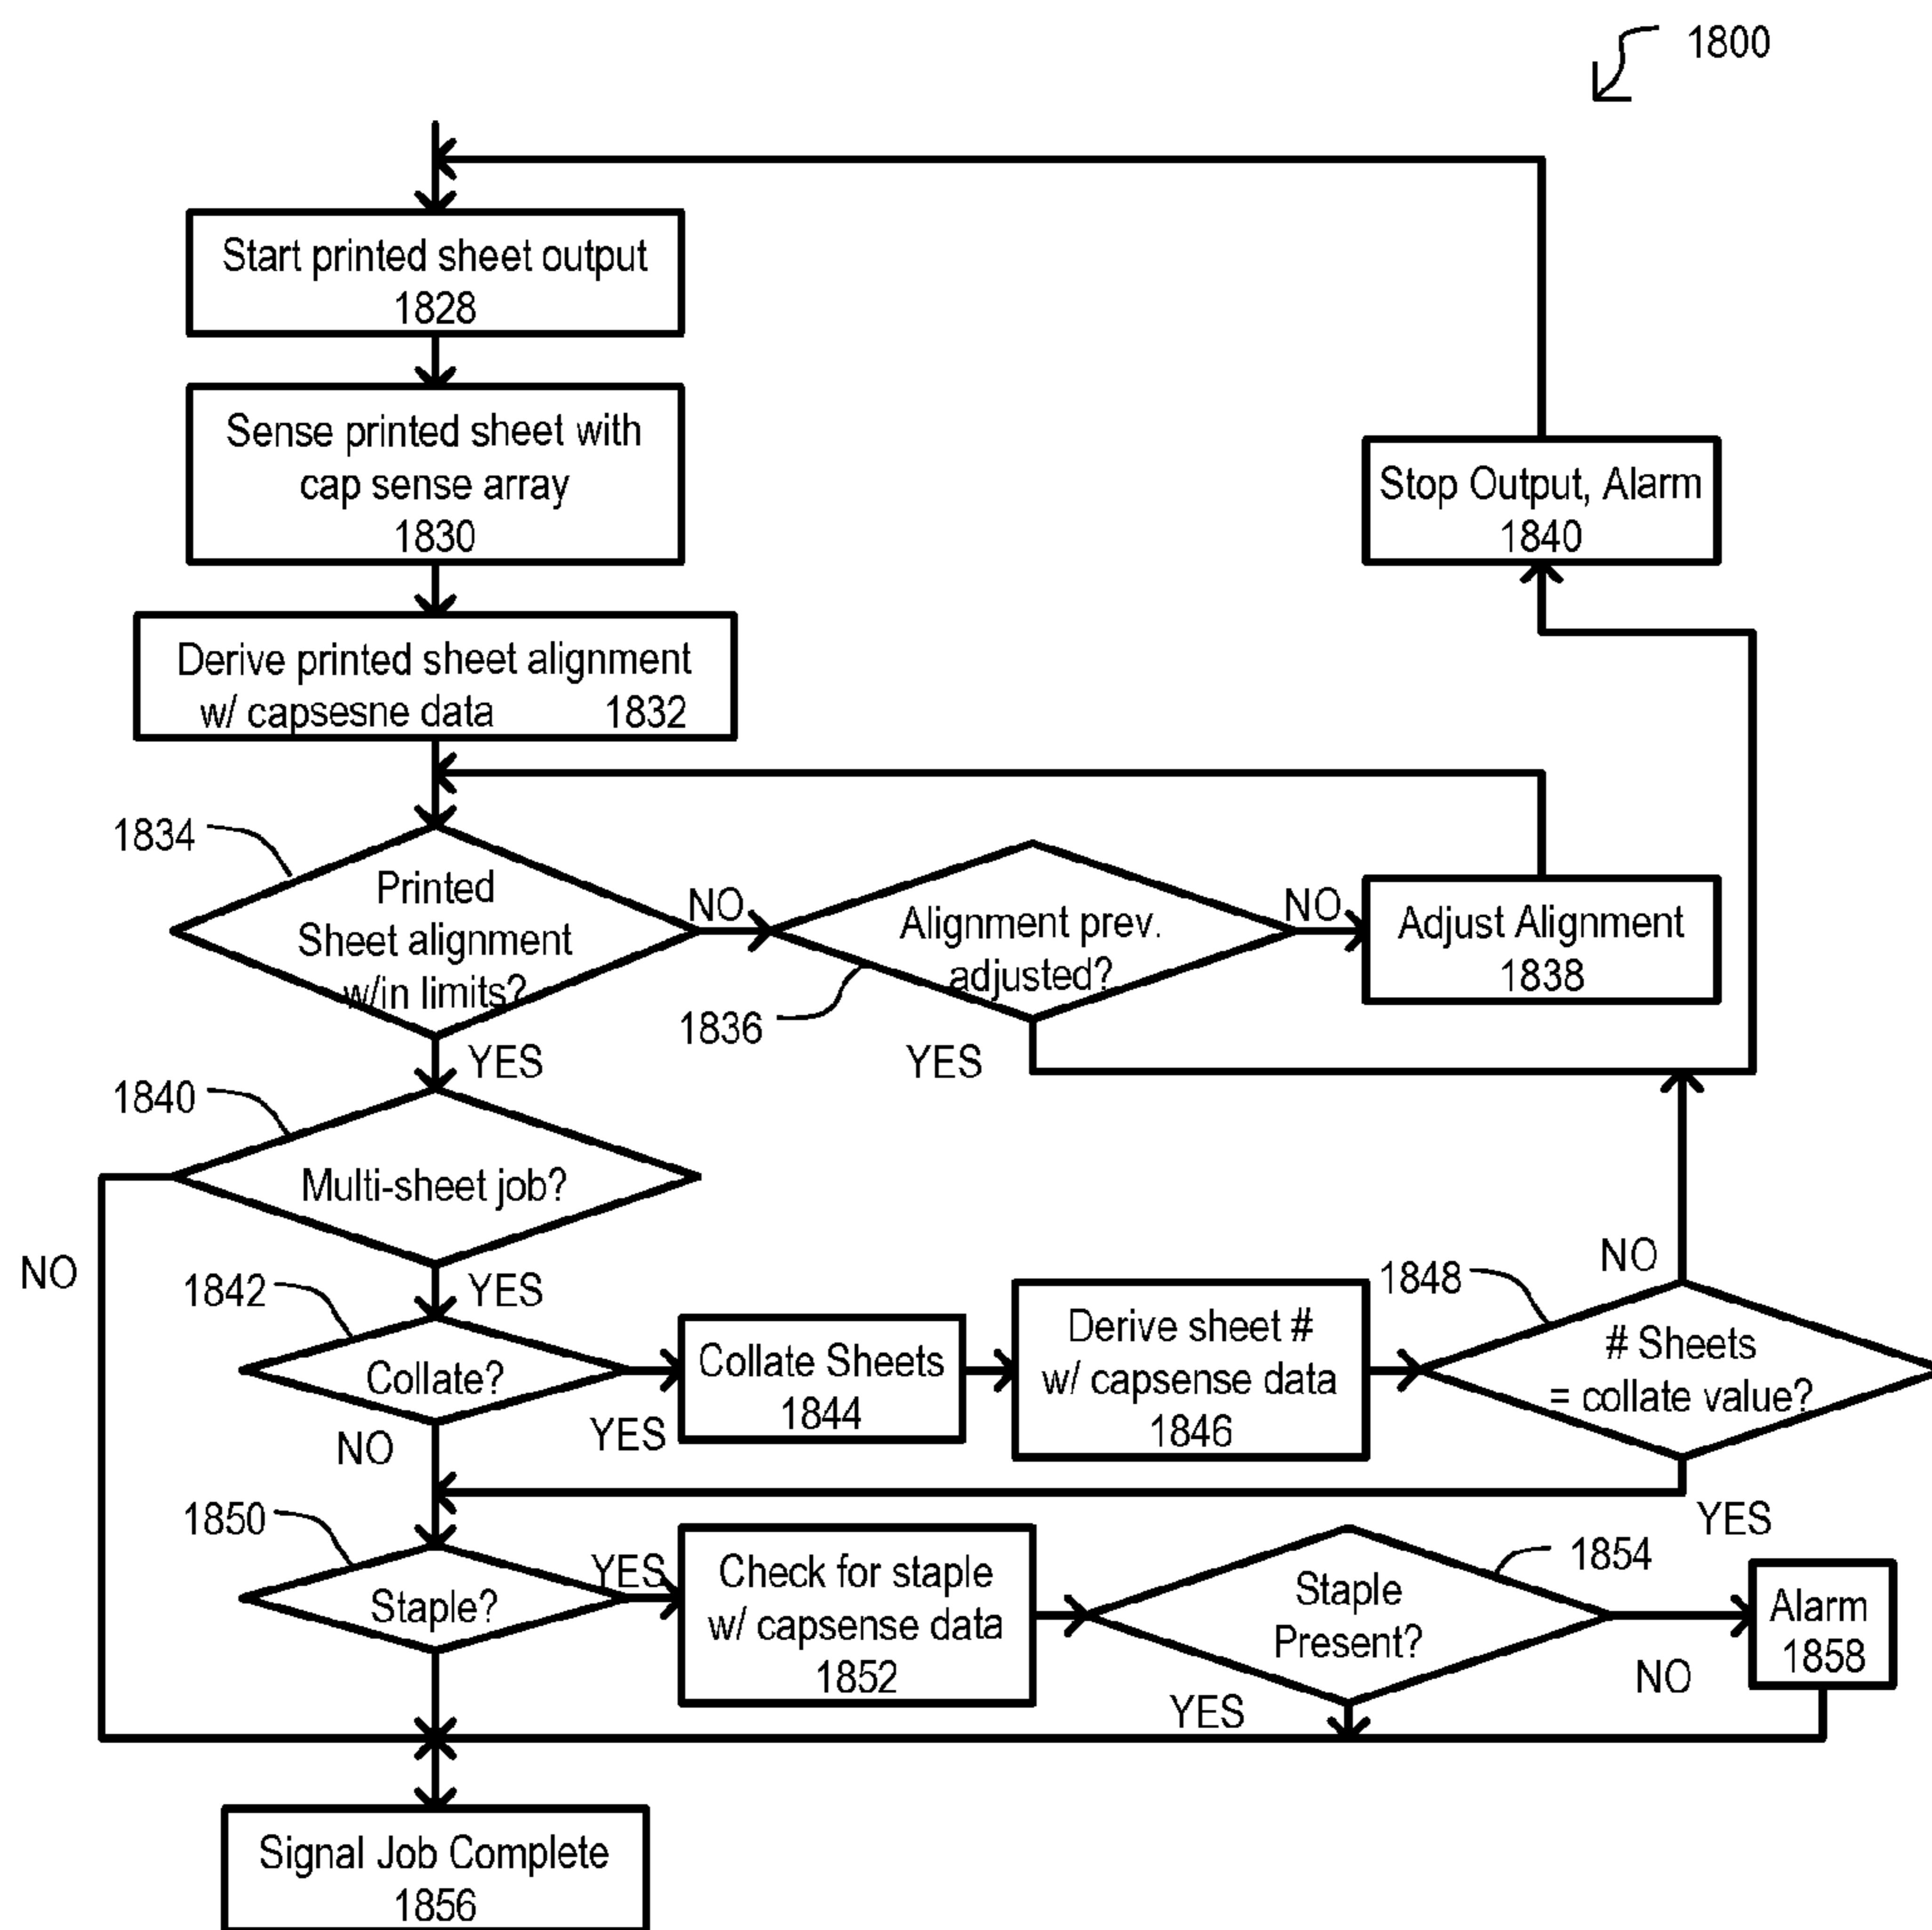 1800
Start printed sheet output
1828
Sense printed sheet with
cap sense array
1830
Stop Output, Alarm
1840
Derive printed sheet alignment
w/ capsesne data 1832
1834
Printed
Sheet alignment
w/in limits?
NO
Alignment prev.
adjusted?
1836
NO
Adjust Alignment
1838
YES
YES
1840
Multi-sheet job?
NO
YES
1842
Collate?
YES
NO
Collate Sheets
1844
Derive sheet #
w/ capsense data
1846
1848
# Sheets
= collate value?
NO
YES
1850
Staple?
YES
Check for staple
w/ capsense data
1852
Staple
Present?
1854
YES
NO
Alarm
1858
Signal Job Complete
1856